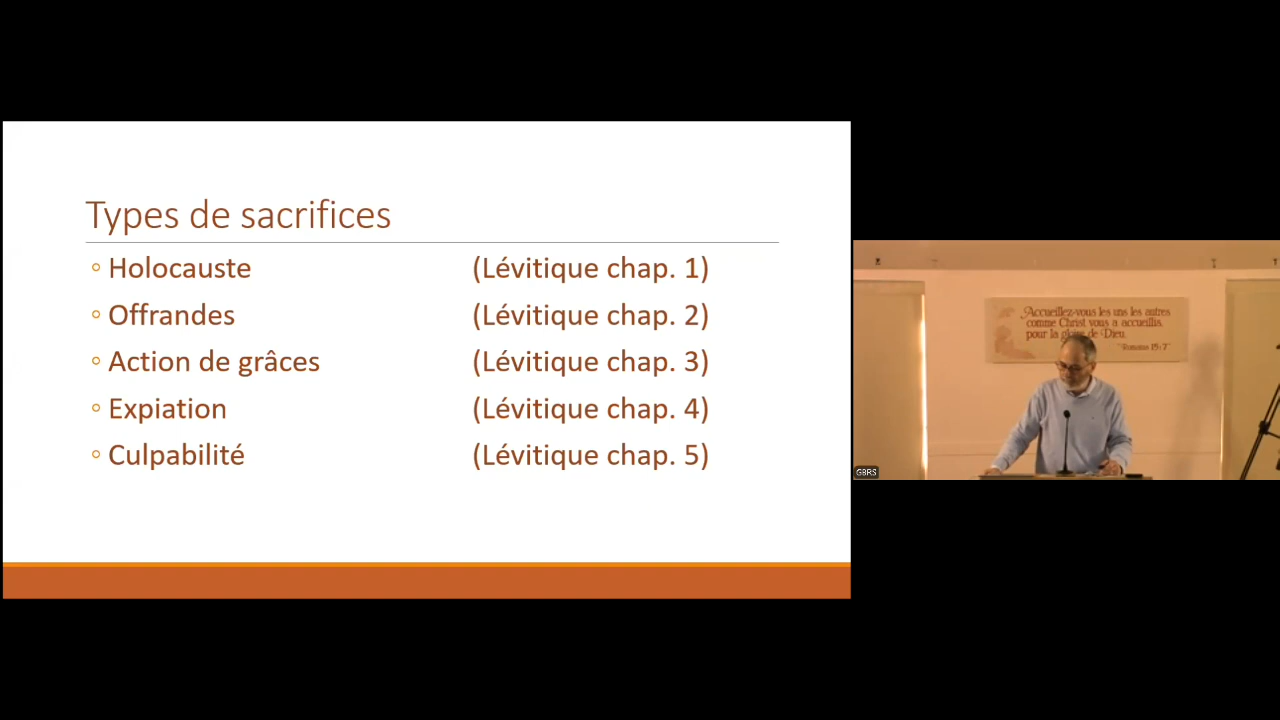 Types de sacrifices
Holocauste (Lévitique chap. 1)
Offrandes (Lévitique chap. 2)
Action de grâces (Lévitique chap. 3)
Expiation (Lévitique chap. 4)
Culpabilité (Lévitique chap. 5)
Accueillez-vous les uns les autres
comme Christ vous a accueillis,
pour la gloire de Dieu.
Romains 15:7
GBRS